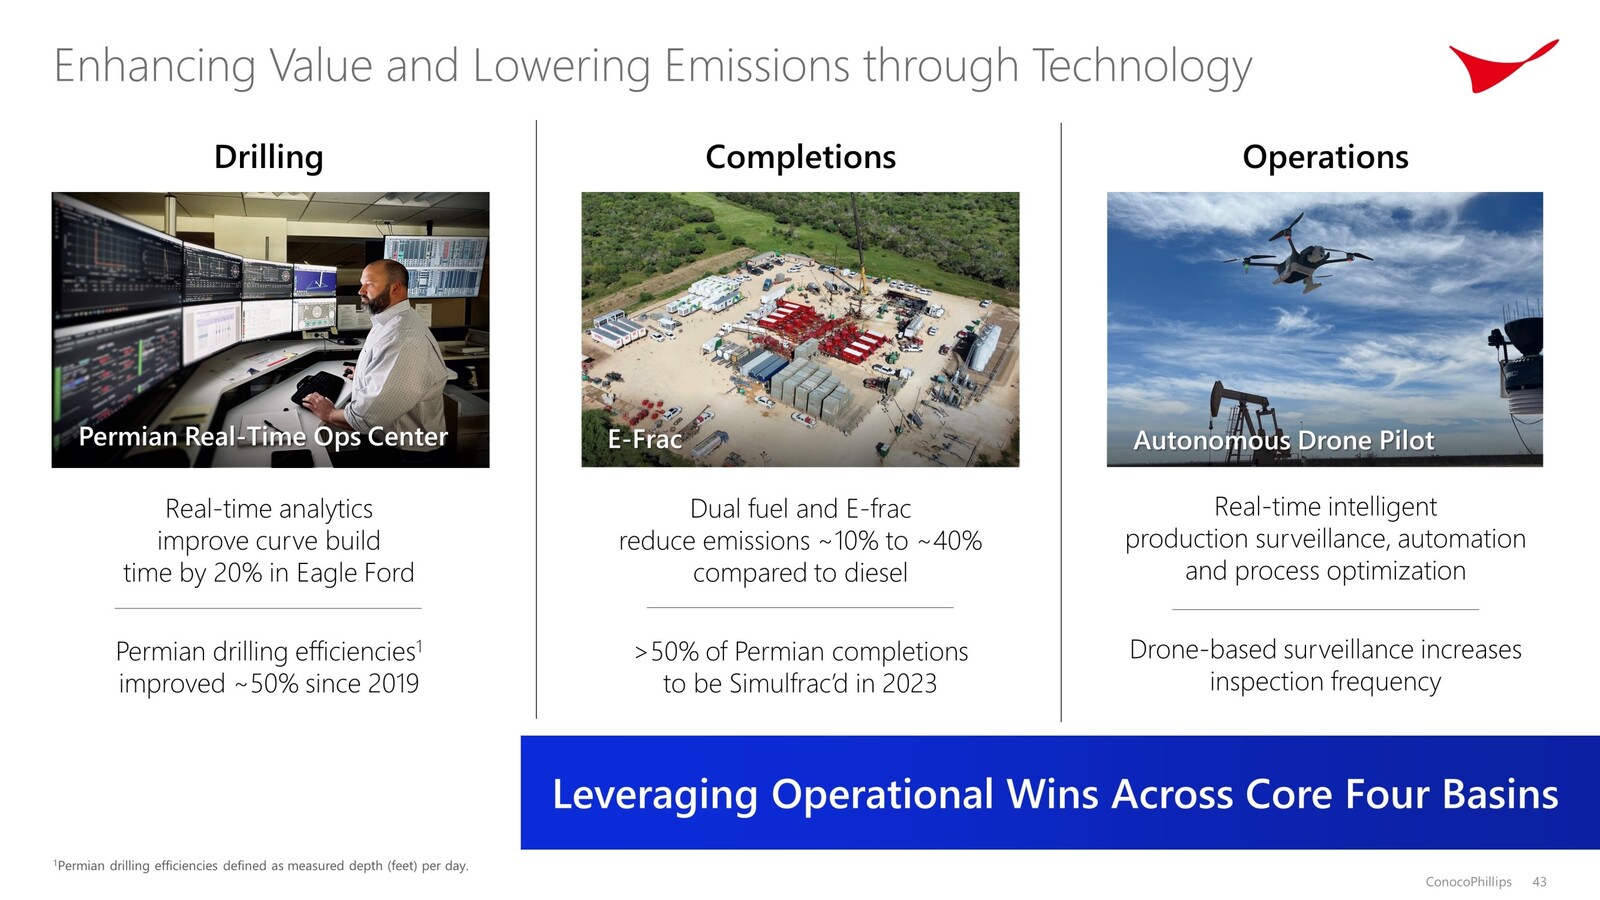 Enhancing Value and Lowering Emissions through Technology
Drilling
Permian Real-Time Ops Center
Real-time analytics
improve curve build
time by 20% in Eagle Ford
Permian drilling efficiencies¹
improved ~50% since 2019
Completions
E-Frac
Dual fuel and E-frac
reduce emissions ~10% to ~40%
compared to diesel
>50% of Permian completions
to be Simulfrac’d in 2023
Operations
Autonomous Drone Pilot
Real-time intelligent
production surveillance, automation
and process optimization
Drone-based surveillance increases
inspection frequency
Leveraging Operational Wins Across Core Four Basins
¹Permian drilling efficiencies defined as measured depth (feet) per day.
ConocoPhillips 43